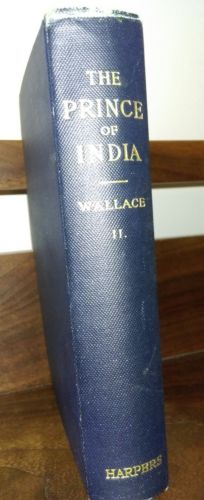 THE
PRINCE
OF
INDIA
WALLACE
II.
HARPERS